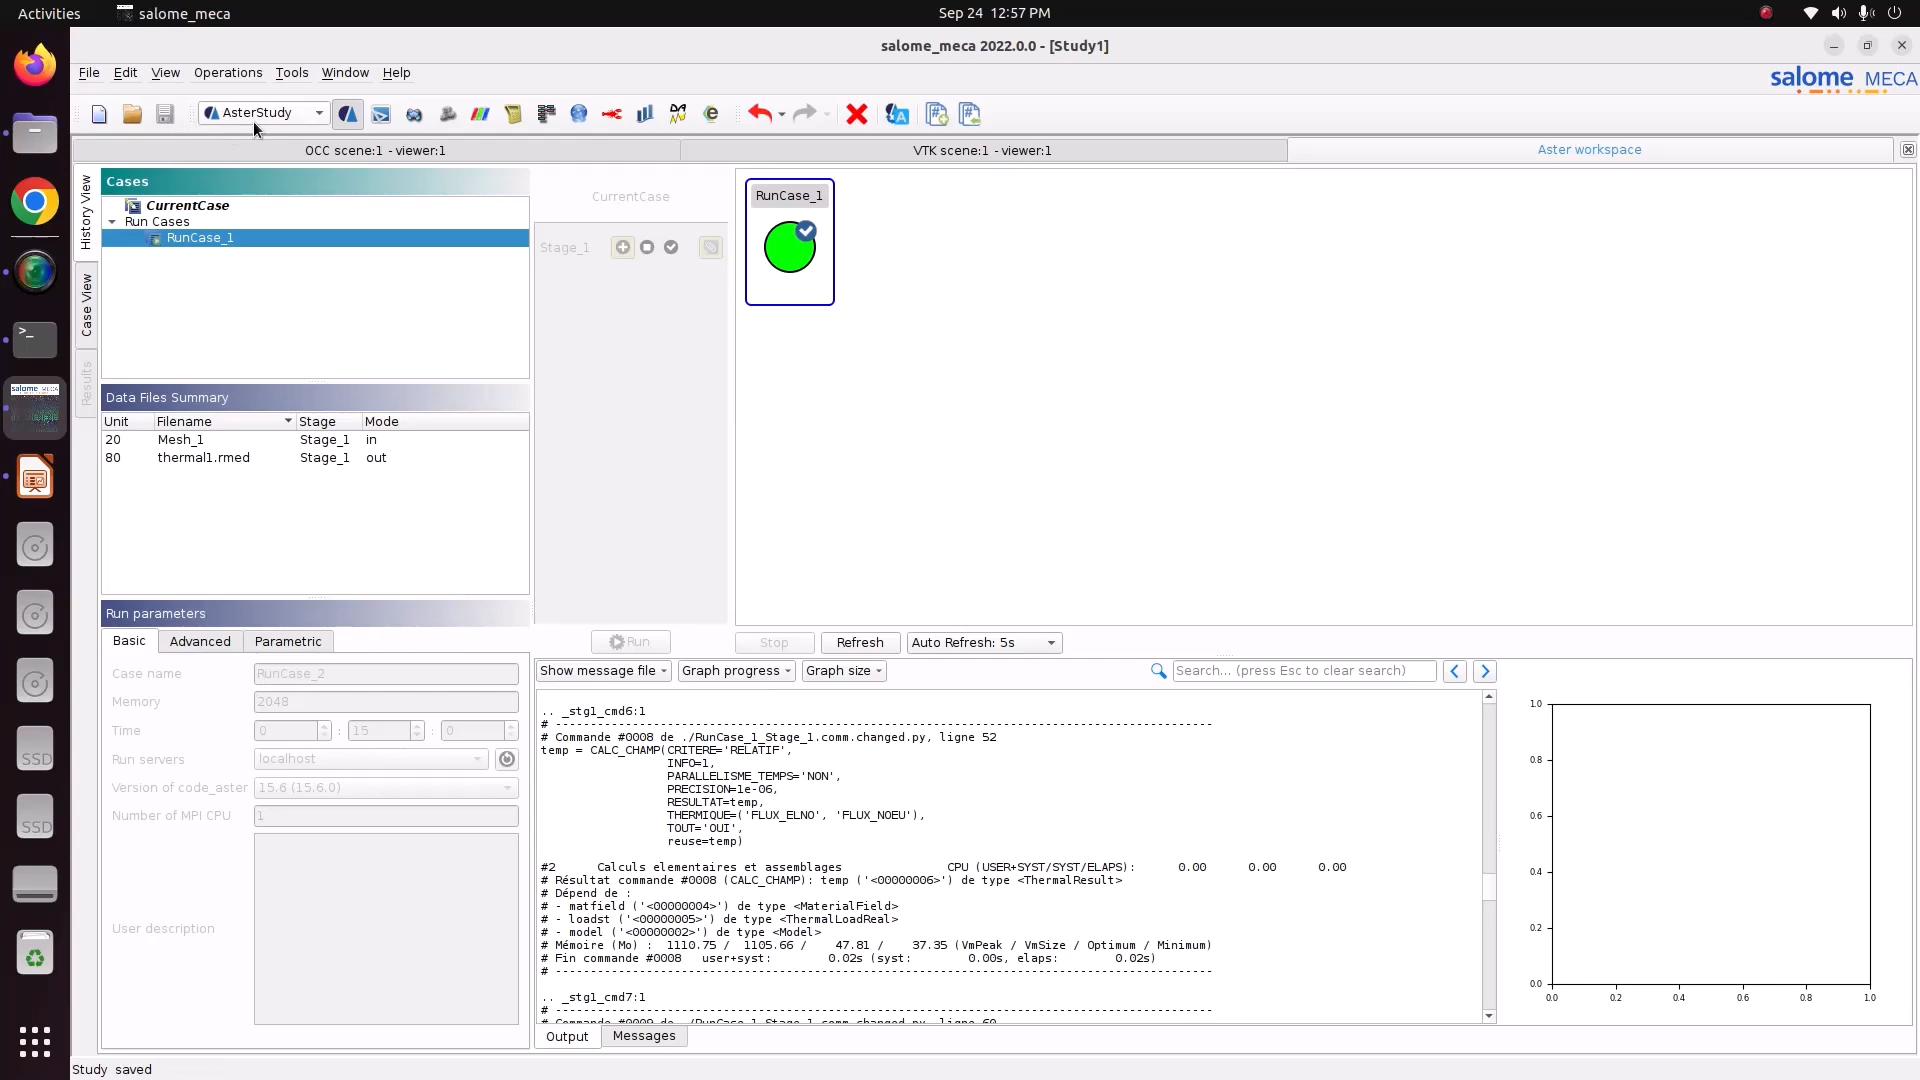 Activities
salome_meca
Sep 24 12:57 PM
salome_meca 2022.0.0 - [Study1]
File Edit View Operations Tools Window Help
salome MECA
AsterStudy
OCC scene:1 - viewer:1
VTK scene:1 - viewer:1
Aster workspace
History View
Case View
Results
Cases
CurrentCase
Run Cases
RunCase_1
CurrentCase
Stage_1
RunCase_1
Data Files Summary
Unit Filename Stage Mode
20 Mesh_1 Stage_1 in
80 thermal1.rmed Stage_1 out
Run parameters
Basic Advanced Parametric
Case name RunCase_2
Memory 2048
Time 0 : 15 : 0
Run servers localhost
Version of code_aster 15.6 (15.6.0)
Number of MPI CPU 1
User description
Run
Stop
Refresh
Auto Refresh: 5s
Show message file
Graph progress
Graph size
Search... (press Esc to clear search)
.. _stg1_cmd6:1
# ----------------------------------------------------------------------------------------------
# Commande #0008 de ./RunCase_1_Stage_1.comm.changed.py, ligne 52
temp = CALC_CHAMP(CRITERE='RELATIF',
INFO=1,
PARALLELISME_TEMPS='NON',
PRECISION=1e-06,
RESULTAT=temp,
THERMIQUE=('FLUX_ELNO', 'FLUX_NOEU'),
TOUT='OUI',
reuse=temp)
#2 Calculs elementaires et assemblages CPU (USER+SYST/SYST/ELAPS): 0.00 0.00 0.00
# Résultat commande #0008 (CALC_CHAMP): temp ('<00000006>') de type <ThermalResult>
# Dépend de :
# - matfield ('<00000004>') de type <MaterialField>
# - loadst ('<00000005>') de type <ThermalLoadReal>
# - model ('<00000002>') de type <Model>
# Mémoire (Mo) : 1110.75 / 1105.66 / 47.81 / 37.35 (VmPeak / VmSize / Optimum / Minimum)
# Fin commande #0008 user+syst: 0.02s (syst: 0.00s, elaps: 0.02s)
# ----------------------------------------------------------------------------------------------
.. _stg1_cmd7:1
# ----------------------------------------------------------------------------------------------
# Commande #0009 de ./RunCase_1_Stage_1.comm.changed.py, ligne 60
Output Messages
1.0
0.8
0.6
0.4
0.2
0.0
0.0 0.2 0.4 0.6 0.8 1.0
Study saved
SSD
SSD